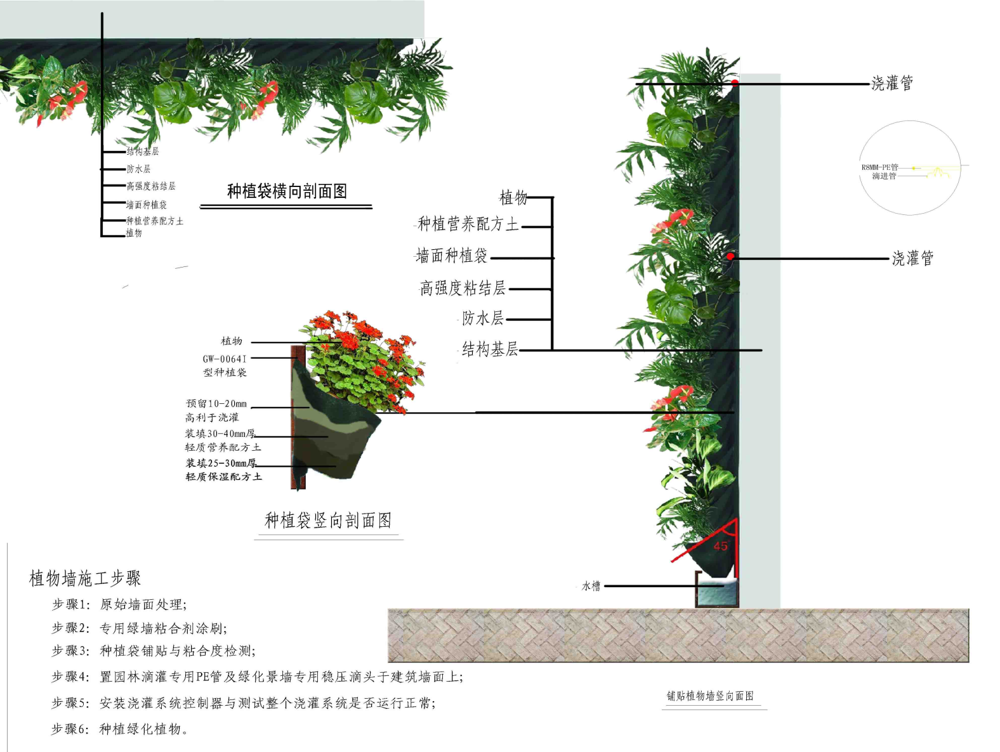 结构基层
防水层
高强度粘结层
墙面种植袋
种植营养配方土
植物
种植袋横向剖面图
浇灌管
R8MM-PE管
滴进管
浇灌管
植物
种植营养配方土
墙面种植袋
高强度粘结层
防水层
结构基层
植物
GW-0064I
型种植袋
预留10-20mm
高利于浇灌
装填30-40mm厚
轻质营养配方土
装填25-30mm厚
轻质保湿配方土
种植袋竖向剖面图
45
水槽
铺贴植物墙竖向面图
植物墙施工步骤
步骤1: 原始墙面处理;
步骤2: 专用绿墙粘合剂涂刷;
步骤3: 种植袋铺贴与粘合度检测;
步骤4: 置园林滴灌专用PE管及绿化景墙专用稳压滴头于建筑墙面上;
步骤5: 安装浇灌系统控制器与测试整个浇灌系统是否运行正常;
步骤6: 种植绿化植物。